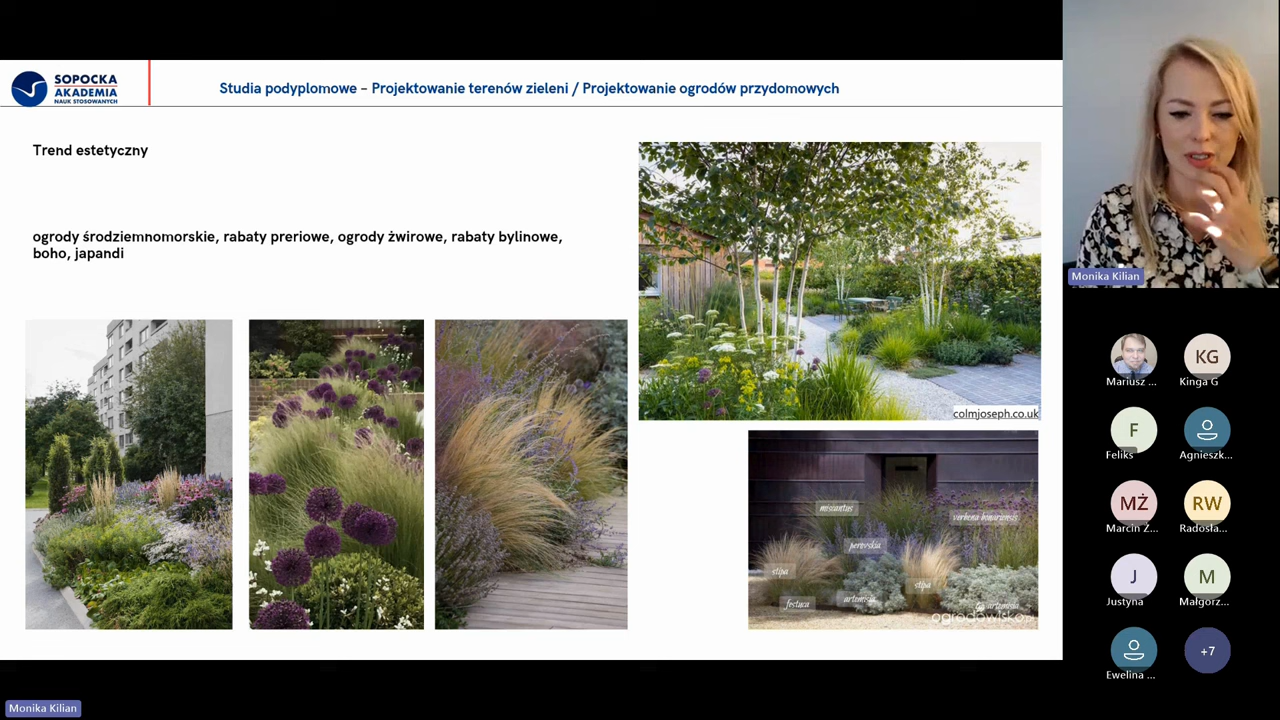 SOPOCKA
AKADEMIA
NAUK STOSOWANYCH
Studia podyplomowe – Projektowanie terenów zieleni / Projektowanie ogrodów przydomowych
Trend estetyczny
ogrody śródziemnomorskie, rabaty preriowe, ogrody żwirowe, rabaty bylinowe,
boho, japandi
colmjoseph.co.uk
miscantus
verbena bonariensis
perovskia
stipa
stipa
festuca
artemisia
artemisia
ogrodowisko.pl
Monika Kilian
Mariusz ...
KG
Kinga G
F
Feliks
Agnieszk...
MŻ
Marcin Ż...
RW
Radosła...
J
Justyna
M
Małgorz...
Ewelina ...
+7
Monika Kilian